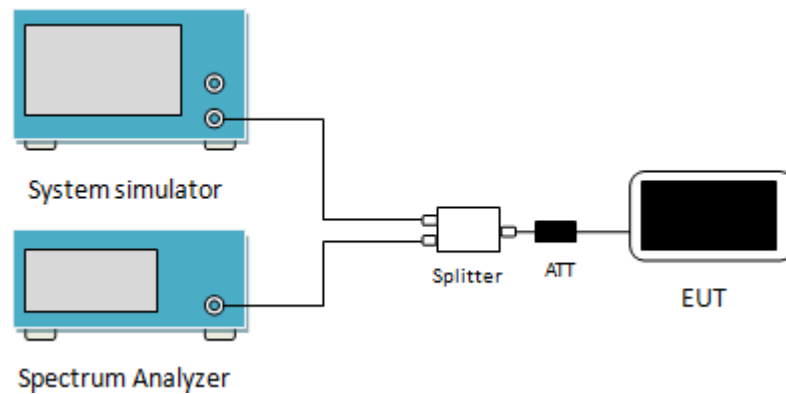 System simulator
Splitter
ATT
EUT
Spectrum Analyzer